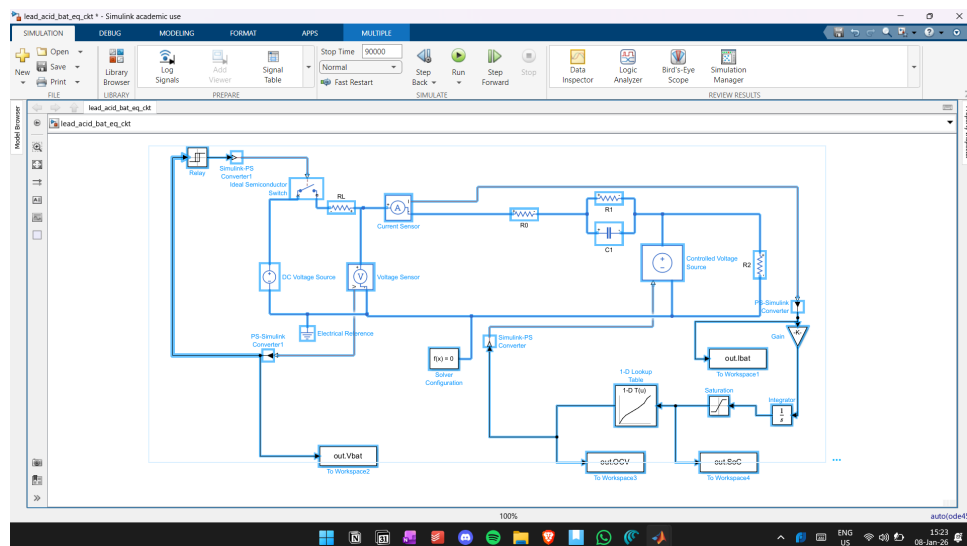 lead_acid_bat_eq_ckt * - Simulink academic use
SIMULATION DEBUG MODELING FORMAT APPS MULTIPLE
New
Open
Save
Print
FILE
Library
Browser
LIBRARY
Log
Signals
Add
Viewer
Signal
Table
PREPARE
Stop Time 90000
Normal
Fast Restart
Step
Back
Run
Step
Forward
Stop
SIMULATE
Data
Inspector
Logic
Analyzer
Bird's-Eye
Scope
Simulation
Manager
REVIEW RESULTS
Model Browser
lead_acid_bat_eq_ckt
lead_acid_bat_eq_ckt
Relay
Simulink-PS
Converter1
Ideal Semiconductor
Switch
RL
A
I
Current Sensor
R0
R1
C1
DC Voltage Source
V
V
Voltage Sensor
Controlled Voltage
Source
R2
PS-Simulink
Converter
Electrical Reference
PS-Simulink
Converter1
Simulink-PS
Converter
-K-
Gain
f(x) = 0
Solver
Configuration
out.Ibat
To Workspace1
1-D Lookup
Table
1-D T(u)
Saturation
Integrator
1
s
out.Vbat
To Workspace2
out.OCV
To Workspace3
out.SoC
To Workspace4
100%
auto(ode45
ENG
US
15:23
08-Jan-26